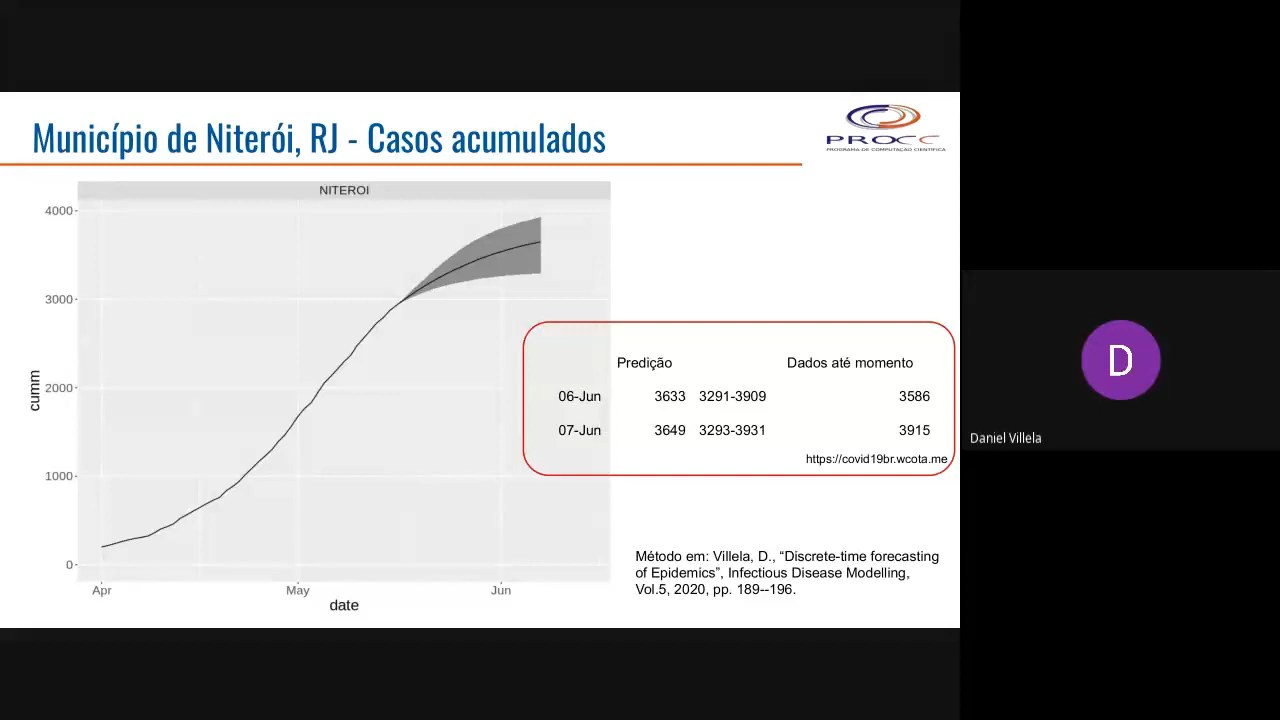 Município de Niterói, RJ - Casos acumulados
PROCC
PROGRAMA DE COMPUTAÇÃO CIENTÍFICA
NITEROI
4000
3000
2000
1000
0
cumm
Apr May Jun
date
Predição Dados até momento
06-Jun 3633 3291-3909 3586
07-Jun 3649 3293-3931 3915
https://covid19br.wcota.me
Método em: Villela, D., “Discrete-time forecasting
of Epidemics”, Infectious Disease Modelling,
Vol.5, 2020, pp. 189--196.
D
Daniel Villela